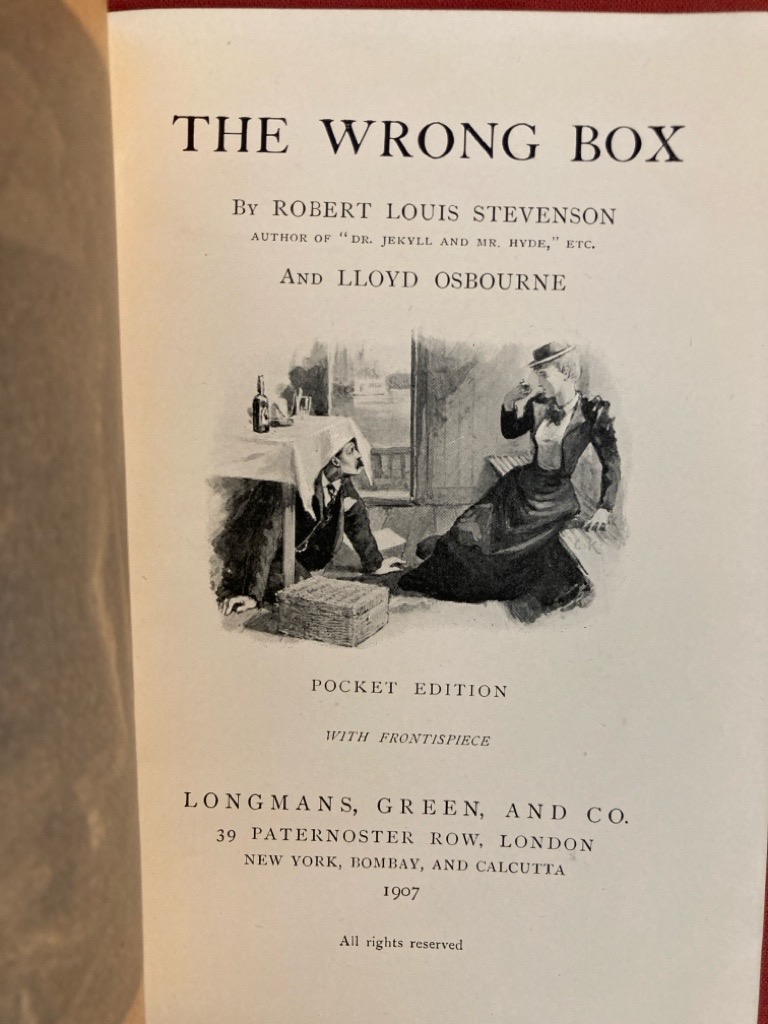 THE WRONG BOX
By ROBERT LOUIS STEVENSON
AUTHOR OF "DR. JEKYLL AND MR. HYDE," ETC.
And LLOYD OSBOURNE
POCKET EDITION
WITH FRONTISPIECE
LONGMANS, GREEN, AND CO.
39 PATERNOSTER ROW, LONDON
NEW YORK, BOMBAY, AND CALCUTTA
1907
All rights reserved